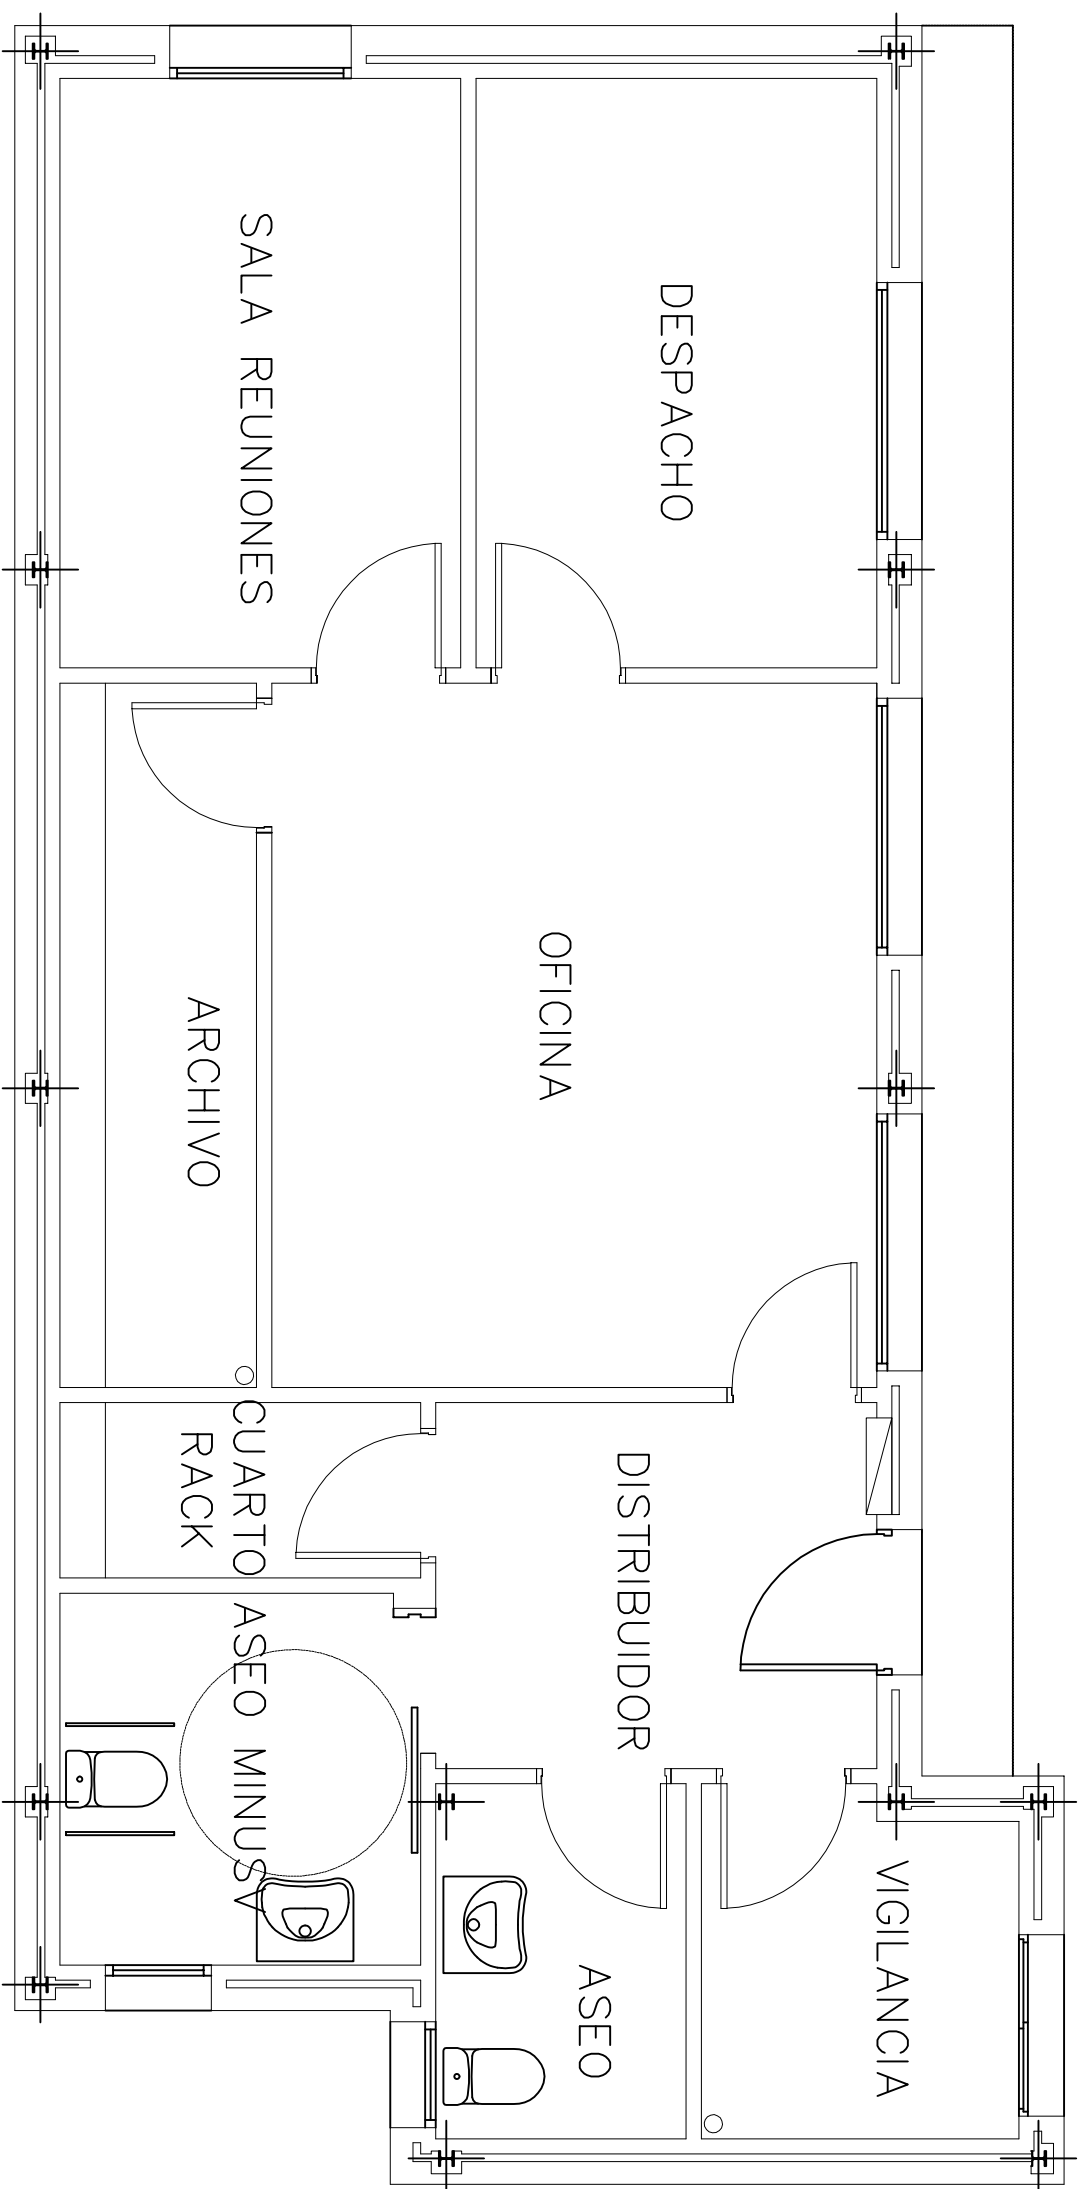 SALA REUNIONES
DESPACHO
OFICINA
ARCHIVO
CUARTO
RACK
DISTRIBUIDOR
ASEO MINUSV
VIGILANCIA
ASEO